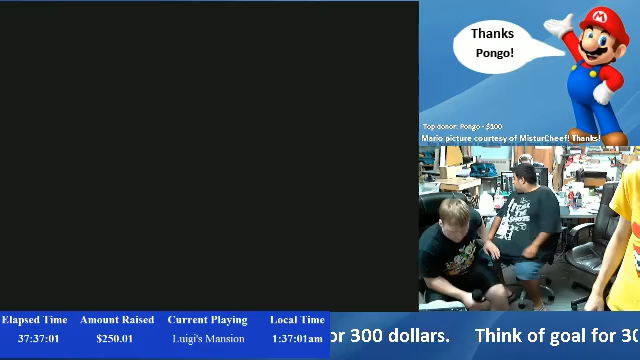 Thanks
Pongo!
Top donor: Pongo - $100
Mario picture courtesy of MisturCheef! Thanks!
Elapsed Time Amount Raised Current Playing Local Time
37:37:01 $250.01 Luigi's Mansion 1:37:01am
or 300 dollars. Think of goal for 30